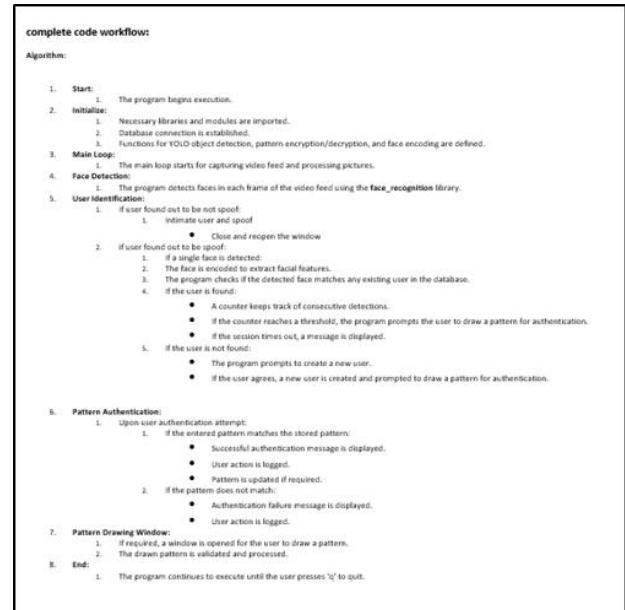 complete code workflow:
Algorithm:
1. Start:
1. The program begins execution.
2. Initialize:
1. Necessary libraries and modules are imported.
2. Database connection is established.
3. Functions for YOLO object detection, pattern encryption/decryption, and face encoding are defined.
3. Main Loop:
1. The main loop starts for capturing video feed and processing pictures.
4. Face Detection:
1. The program detects faces in each frame of the video feed using the face_recognition library.
5. User Identification:
1. If user found out to be not spoof:
1. intimate user and spoof
● Close and reopen the window
2. if user found out to be spoof:
1. If a single face is detected:
2. The face is encoded to extract facial features.
3. The program checks if the detected face matches any existing user in the database.
4. If the user is found:
● A counter keeps track of consecutive detections.
● If the counter reaches a threshold, the program prompts the user to draw a pattern for authentication.
● If the session times out, a message is displayed.
5. If the user is not found:
● The program prompts to create a new user.
● If the user agrees, a new user is created and prompted to draw a pattern for authentication.
6. Pattern Authentication:
1. Upon user authentication attempt:
1. If the entered pattern matches the stored pattern:
● Successful authentication message is displayed.
● User action is logged.
● Pattern is updated if required.
2. If the pattern does not match:
● Authentication failure message is displayed.
● User action is logged.
7. Pattern Drawing Window:
1. If required, a window is opened for the user to draw a pattern.
2. The drawn pattern is validated and processed.
8. End:
1. The program continues to execute until the user presses 'q' to quit.